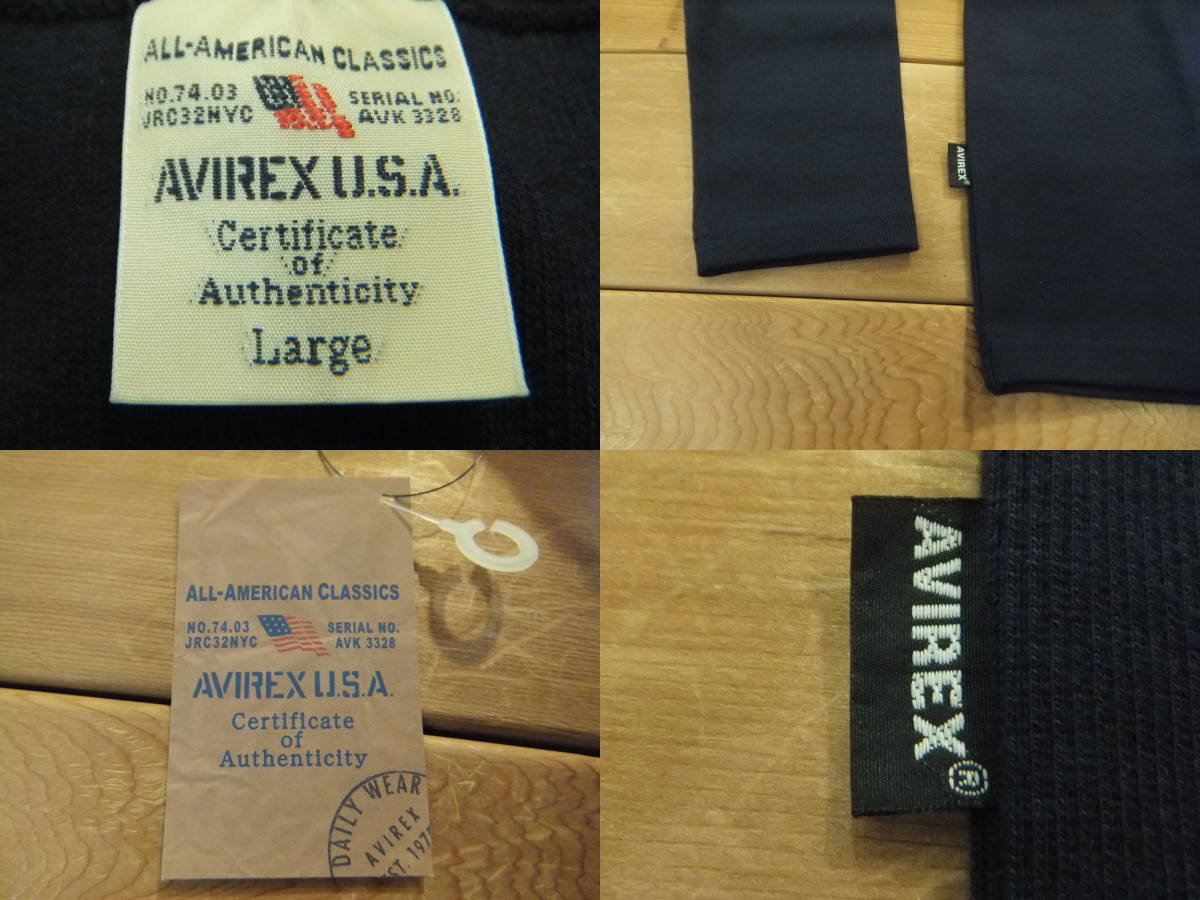 ALL-AMERICAN CLASSICS
NO.74.03
JRC32NYC
SERIAL NO.
AVK 3328
AVIREX U.S.A.
Certificate
of
Authenticity
Large
AVIREX
ALL-AMERICAN CLASSICS
NO.74.03
JRC32NYC
SERIAL NO.
AVK 3328
AVIREX U.S.A.
Certificate
of
Authenticity
DAILY WEAR
AVIREX
AVIREX®